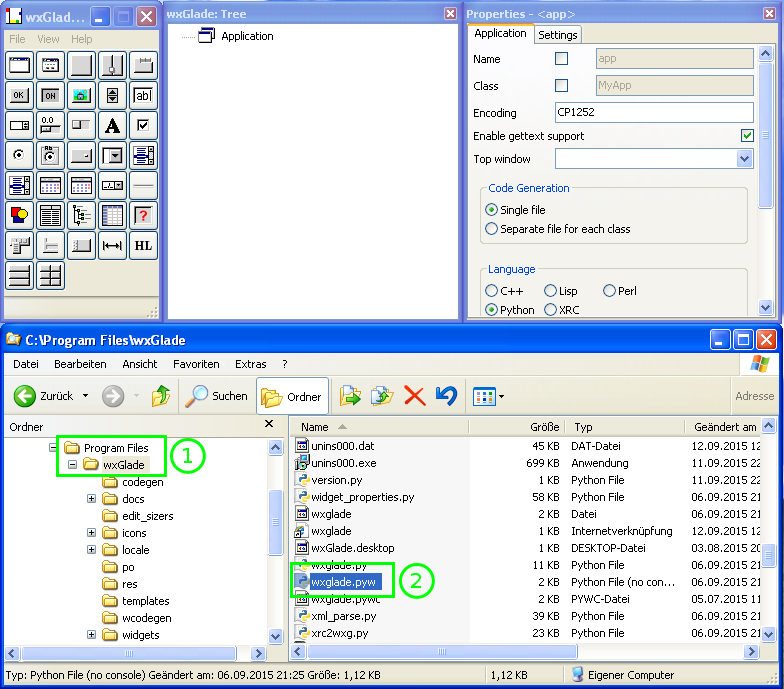 wxGlad...
File View Help
OK ON ab|
0.0 A
Rb
?
HL
wxGlade: Tree
Application
Properties - <app>
Application Settings
Name app
Class MyApp
Encoding CP1252
Enable gettext support
Top window
Code Generation
Single file
Separate file for each class
Language
C++ Lisp Perl
Python XRC
C:\Program Files\wxGlade
Datei Bearbeiten Ansicht Favoriten Extras ?
Zurück Suchen Ordner Adresse
Ordner
Program Files
wxGlade
1
codegen
docs
edit_sizers
icons
locale
po
res
templates
wcodegen
widgets
Name Größe Typ Geändert am
unins000.dat 45 KB DAT-Datei 12.09.2015 12
unins000.exe 699 KB Anwendung 11.09.2015 22
version.py 1 KB Python File 11.09.2015 22
widget_properties.py 58 KB Python File 06.09.2015 21
wxglade 2 KB Datei 06.09.2015 21
wxglade 1 KB Internetverknüpfung 12.09.2015 12
wxGlade.desktop 1 KB DESKTOP-Datei 03.08.2015 21
wxglade.py 11 KB Python File 06.09.2015 21
wxglade.pyw 2 KB Python File (no con... 06.09.2015 21
2
wxglade.pywc 2 KB PYWC-Datei 05.07.2015 11
xml_parse.py 39 KB Python File 06.09.2015 21
xrc2wxg.py 23 KB Python File 06.09.2015 21
Typ: Python File (no console) Geändert am: 06.09.2015 21:25 Größe: 1,12 KB 1,12 KB Eigener Computer